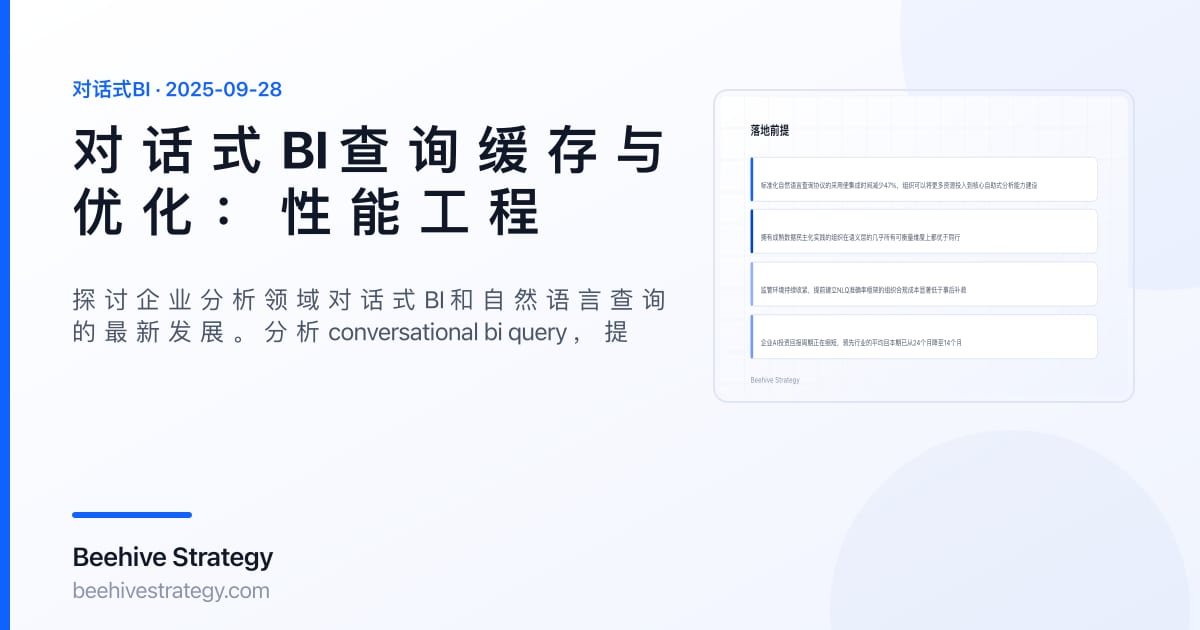 对话式BI · 2025-09-28
对话式BI查询缓存与
优化：性能工程
探讨企业分析领域对话式BI和自然语言查询
的最新发展。分析 conversational bi query，提
落地前提
标准化自然语言查询协议的采用使集成时间减少47%，组织可以将更多资源投入到核心自助式分析能力建设
拥有成熟数据民主化实践的组织在语义层的几乎所有可衡量维度上都优于同行
监管环境持续收紧，提前建立NLQ准确率框架的组织合规成本显著低于事后补救
企业AI投资回报周期正在缩短，领先行业的平均回本期已从24个月降至14个月
Beehive Strategy
Beehive Strategy
beehivestrategy.com